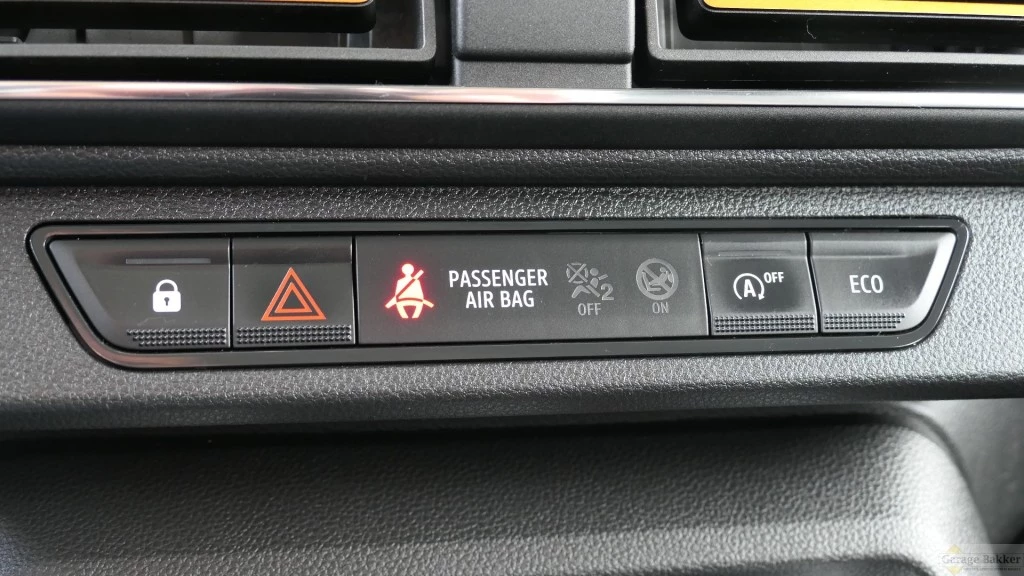 PASSENGER
AIR BAG
2
OFF
ON
A OFF
ECO
Garage Bakker